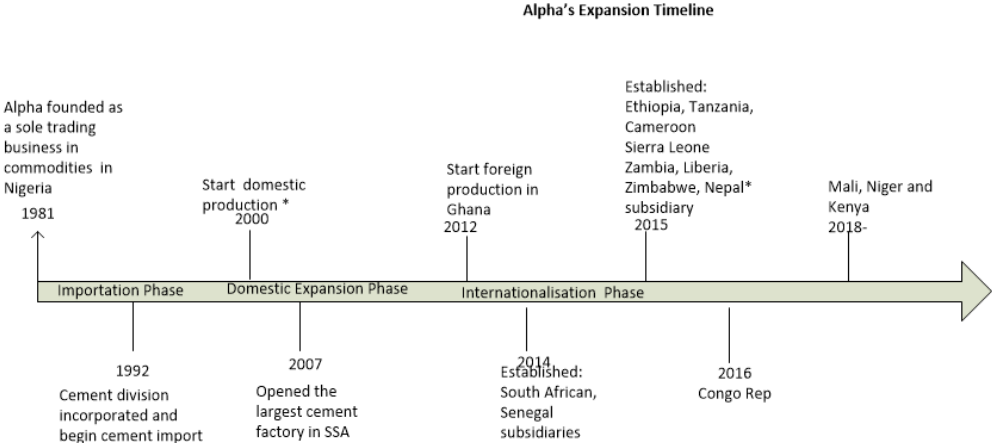 Alpha's Expansion Timeline
Alpha founded as
a sole trading
business in
commodities in
Nigeria
1981
Start domestic
production *
2000
Start foreign
production in
Ghana
2012
Established:
Ethiopia, Tanzania,
Cameroon
Sierra Leone
Zambia, Liberia,
Zimbabwe, Nepal*
subsidiary
2015
Mali, Niger and
Kenya
2018-
Importation Phase
Domestic Expansion Phase
Internationalisation Phase
1992
Cement division
incorporated and
begin cement import
2007
Opened the
largest cement
factory in SSA
2014
Established:
South African,
Senegal
subsidiaries
2016
Congo Rep